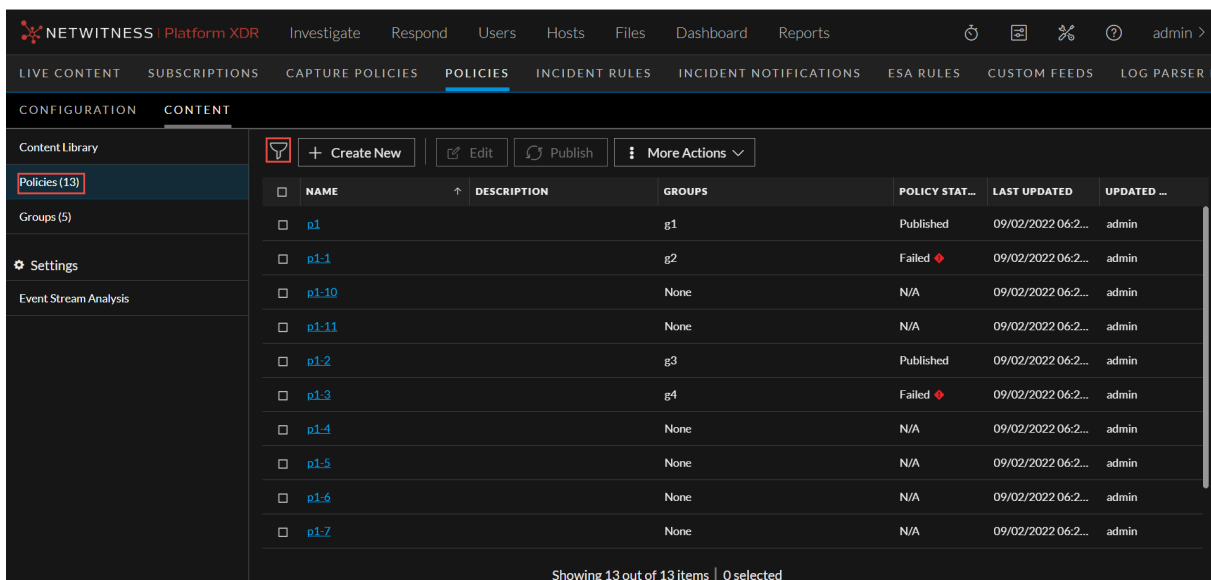 NETWITNESS | Platform XDR Investigate Respond Users Hosts Files Dashboard Reports admin >
LIVE CONTENT SUBSCRIPTIONS CAPTURE POLICIES POLICIES INCIDENT RULES INCIDENT NOTIFICATIONS ESA RULES CUSTOM FEEDS LOG PARSER
CONFIGURATION CONTENT
Content Library
Policies (13)
Groups (5)
Settings
Event Stream Analysis
+ Create New Edit Publish More Actions
NAME ↑ DESCRIPTION GROUPS POLICY STAT... LAST UPDATED UPDATED ...
p1 g1 Published 09/02/2022 06:2... admin
p1-1 g2 Failed 09/02/2022 06:2... admin
p1-10 None N/A 09/02/2022 06:2... admin
p1-11 None N/A 09/02/2022 06:2... admin
p1-2 g3 Published 09/02/2022 06:2... admin
p1-3 g4 Failed 09/02/2022 06:2... admin
p1-4 None N/A 09/02/2022 06:2... admin
p1-5 None N/A 09/02/2022 06:2... admin
p1-6 None N/A 09/02/2022 06:2... admin
p1-7 None N/A 09/02/2022 06:2... admin
Showing 13 out of 13 items | 0 selected